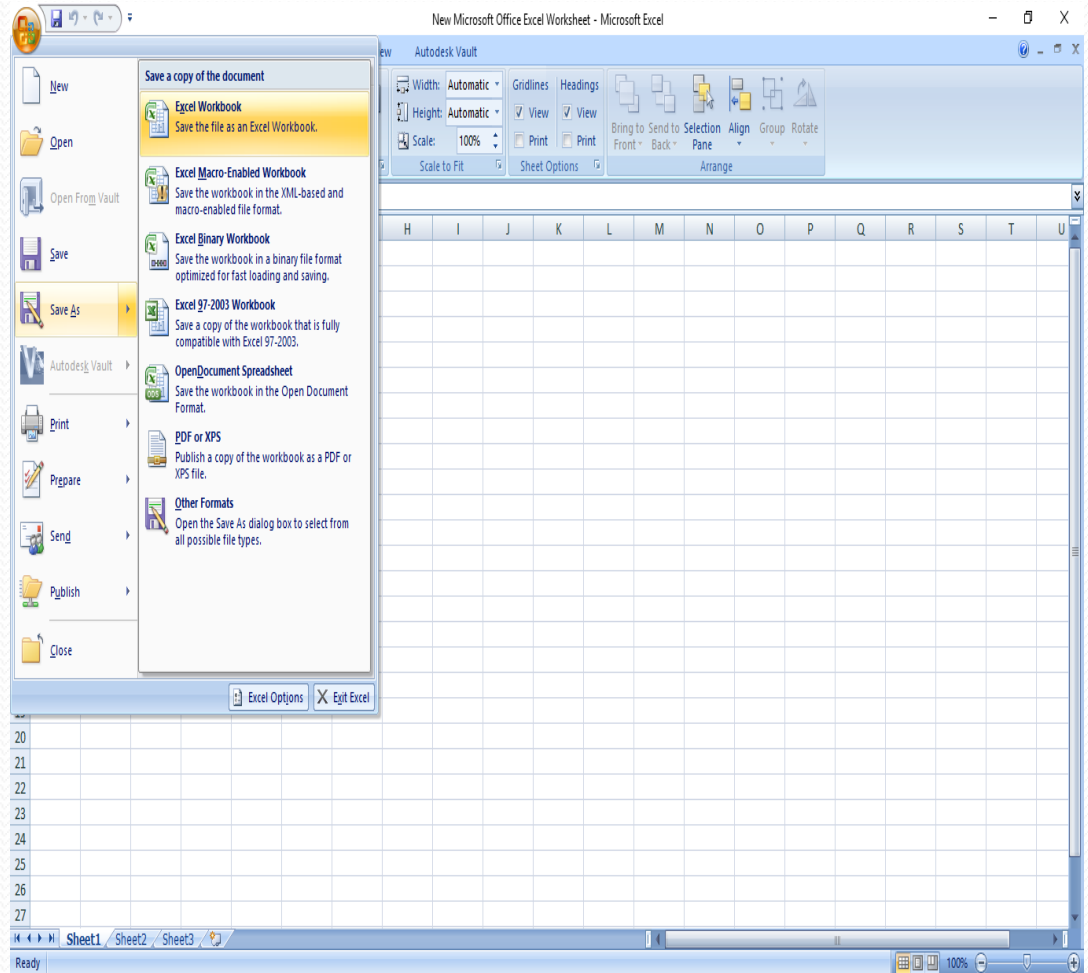 New Microsoft Office Excel Worksheet - Microsoft Excel
ew Autodesk Vault
New
Open
Open From Vault
Save
Save As
Autodesk Vault
Print
Prepare
Send
Publish
Close
Save a copy of the document
Excel Workbook
Save the file as an Excel Workbook.
Excel Macro-Enabled Workbook
Save the workbook in the XML-based and
macro-enabled file format.
Excel Binary Workbook
Save the workbook in a binary file format
optimized for fast loading and saving.
Excel 97-2003 Workbook
Save a copy of the workbook that is fully
compatible with Excel 97-2003.
OpenDocument Spreadsheet
Save the workbook in the Open Document
Format.
PDF or XPS
Publish a copy of the workbook as a PDF or
XPS file.
Other Formats
Open the Save As dialog box to select from
all possible file types.
Excel Options X Exit Excel
Width: Automatic
Height: Automatic
Scale: 100%
Scale to Fit
Gridlines Headings
View View
Print Print
Sheet Options
Bring to Front
Send to Back
Selection Pane
Align
Group
Rotate
Arrange
H I J K L M N O P Q R S T U
20
21
22
23
24
25
26
27
Sheet1 Sheet2 Sheet3
Ready 100%